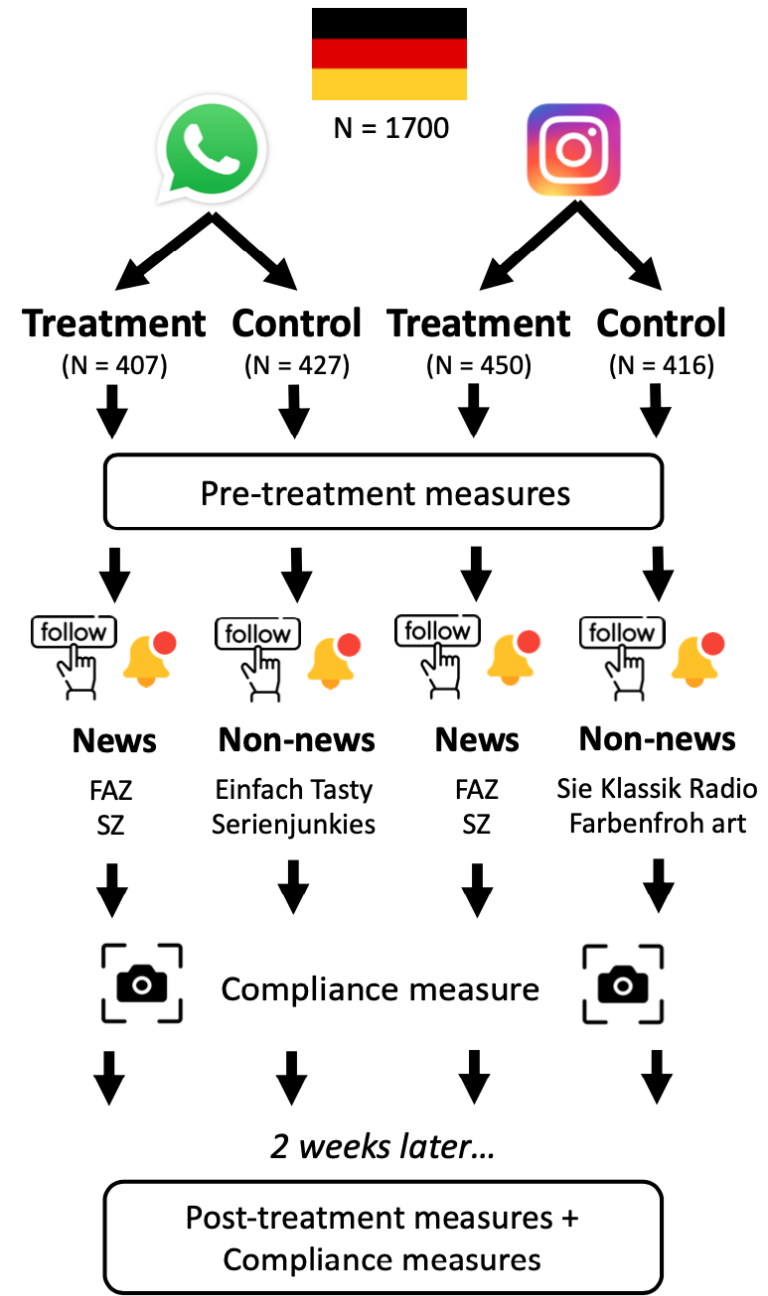 N = 1700
Treatment Control Treatment Control
(N = 407) (N = 427) (N = 450) (N = 416)
Pre-treatment measures
follow follow follow follow
News Non-news News Non-news
FAZ Einfach Tasty FAZ Sie Klassik Radio
SZ Serienjunkies SZ Farbenfroh art
Compliance measure
2 weeks later...
Post-treatment measures +
Compliance measures